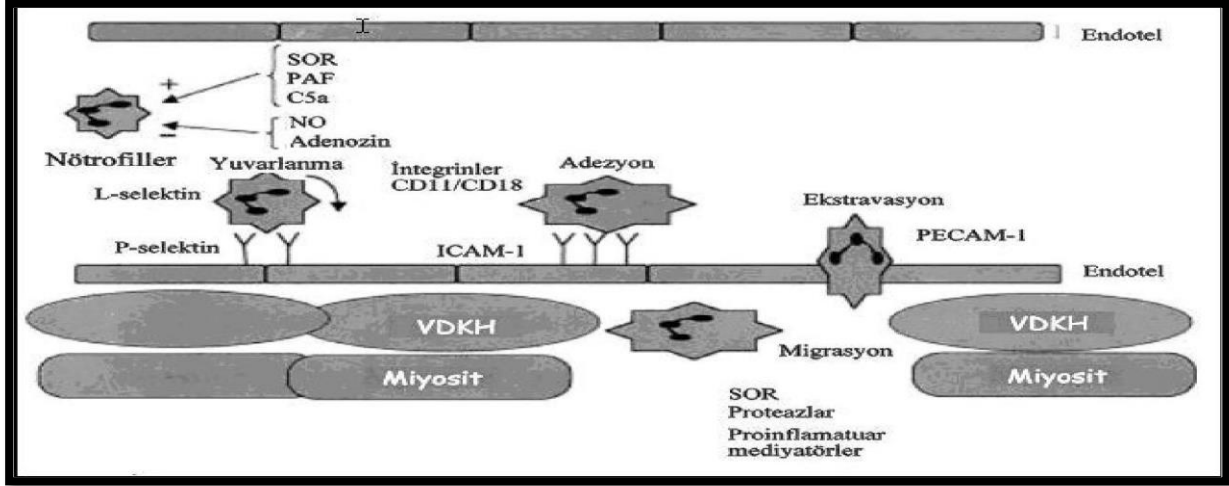 Endotel
SOR
PAF
C5a
+
NO
Adenozin
−
Nötrofiller
Yuvarlanma
L-selektin
P-selektin
İntegrinler
CD11/CD18
ICAM-1
Adezyon
Ekstravasyon
PECAM-1
Endotel
VDKH
VDKH
Miyosit
Miyosit
Migrasyon
SOR
Proteazlar
Proinflamatuar
mediyatörler